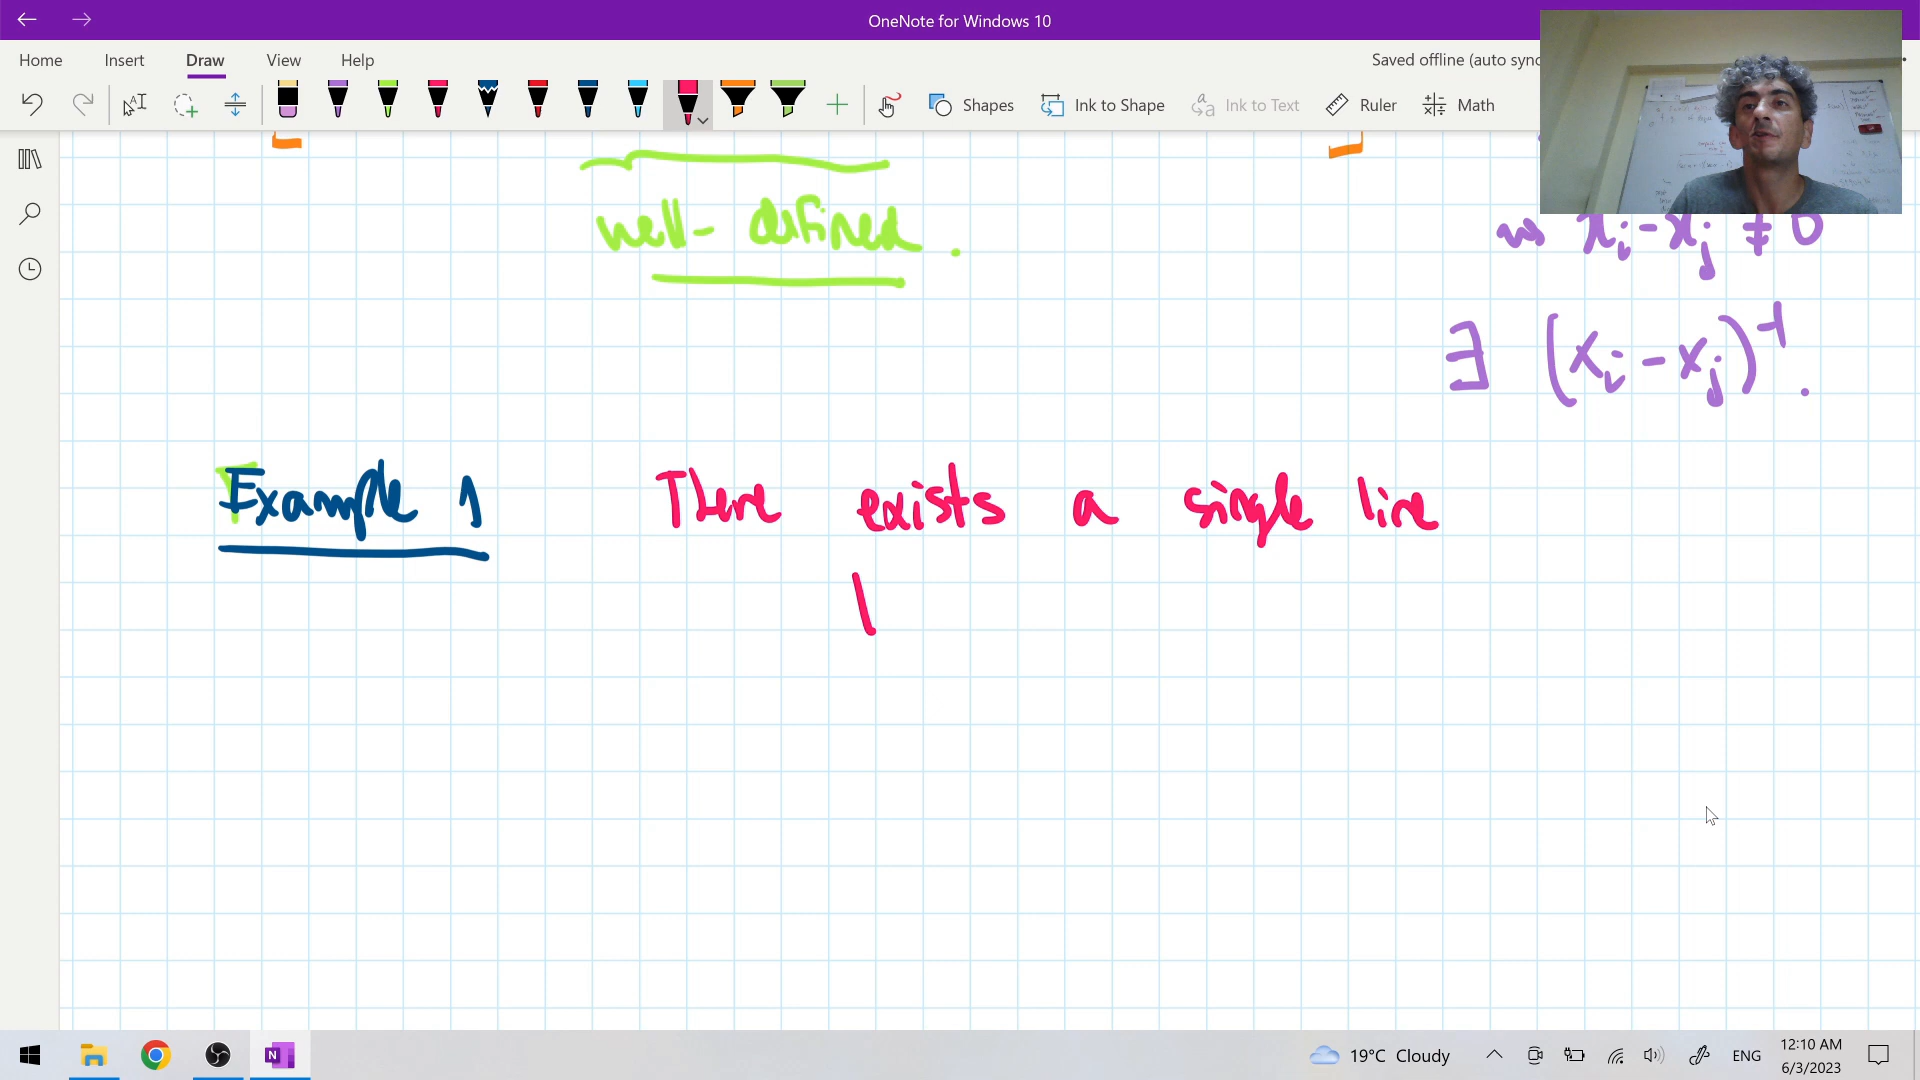 OneNote for Windows 10
Home Insert Draw View Help Saved offline (auto sync
Shapes Ink to Shape Ink to Text Ruler Math
well-defined.
⇝ xᵢ - xⱼ ≠ 0
∃ (xᵢ - xⱼ)⁻¹.
Example 1 There exists a single line
19°C Cloudy ENG 12:10 AM
6/3/2023